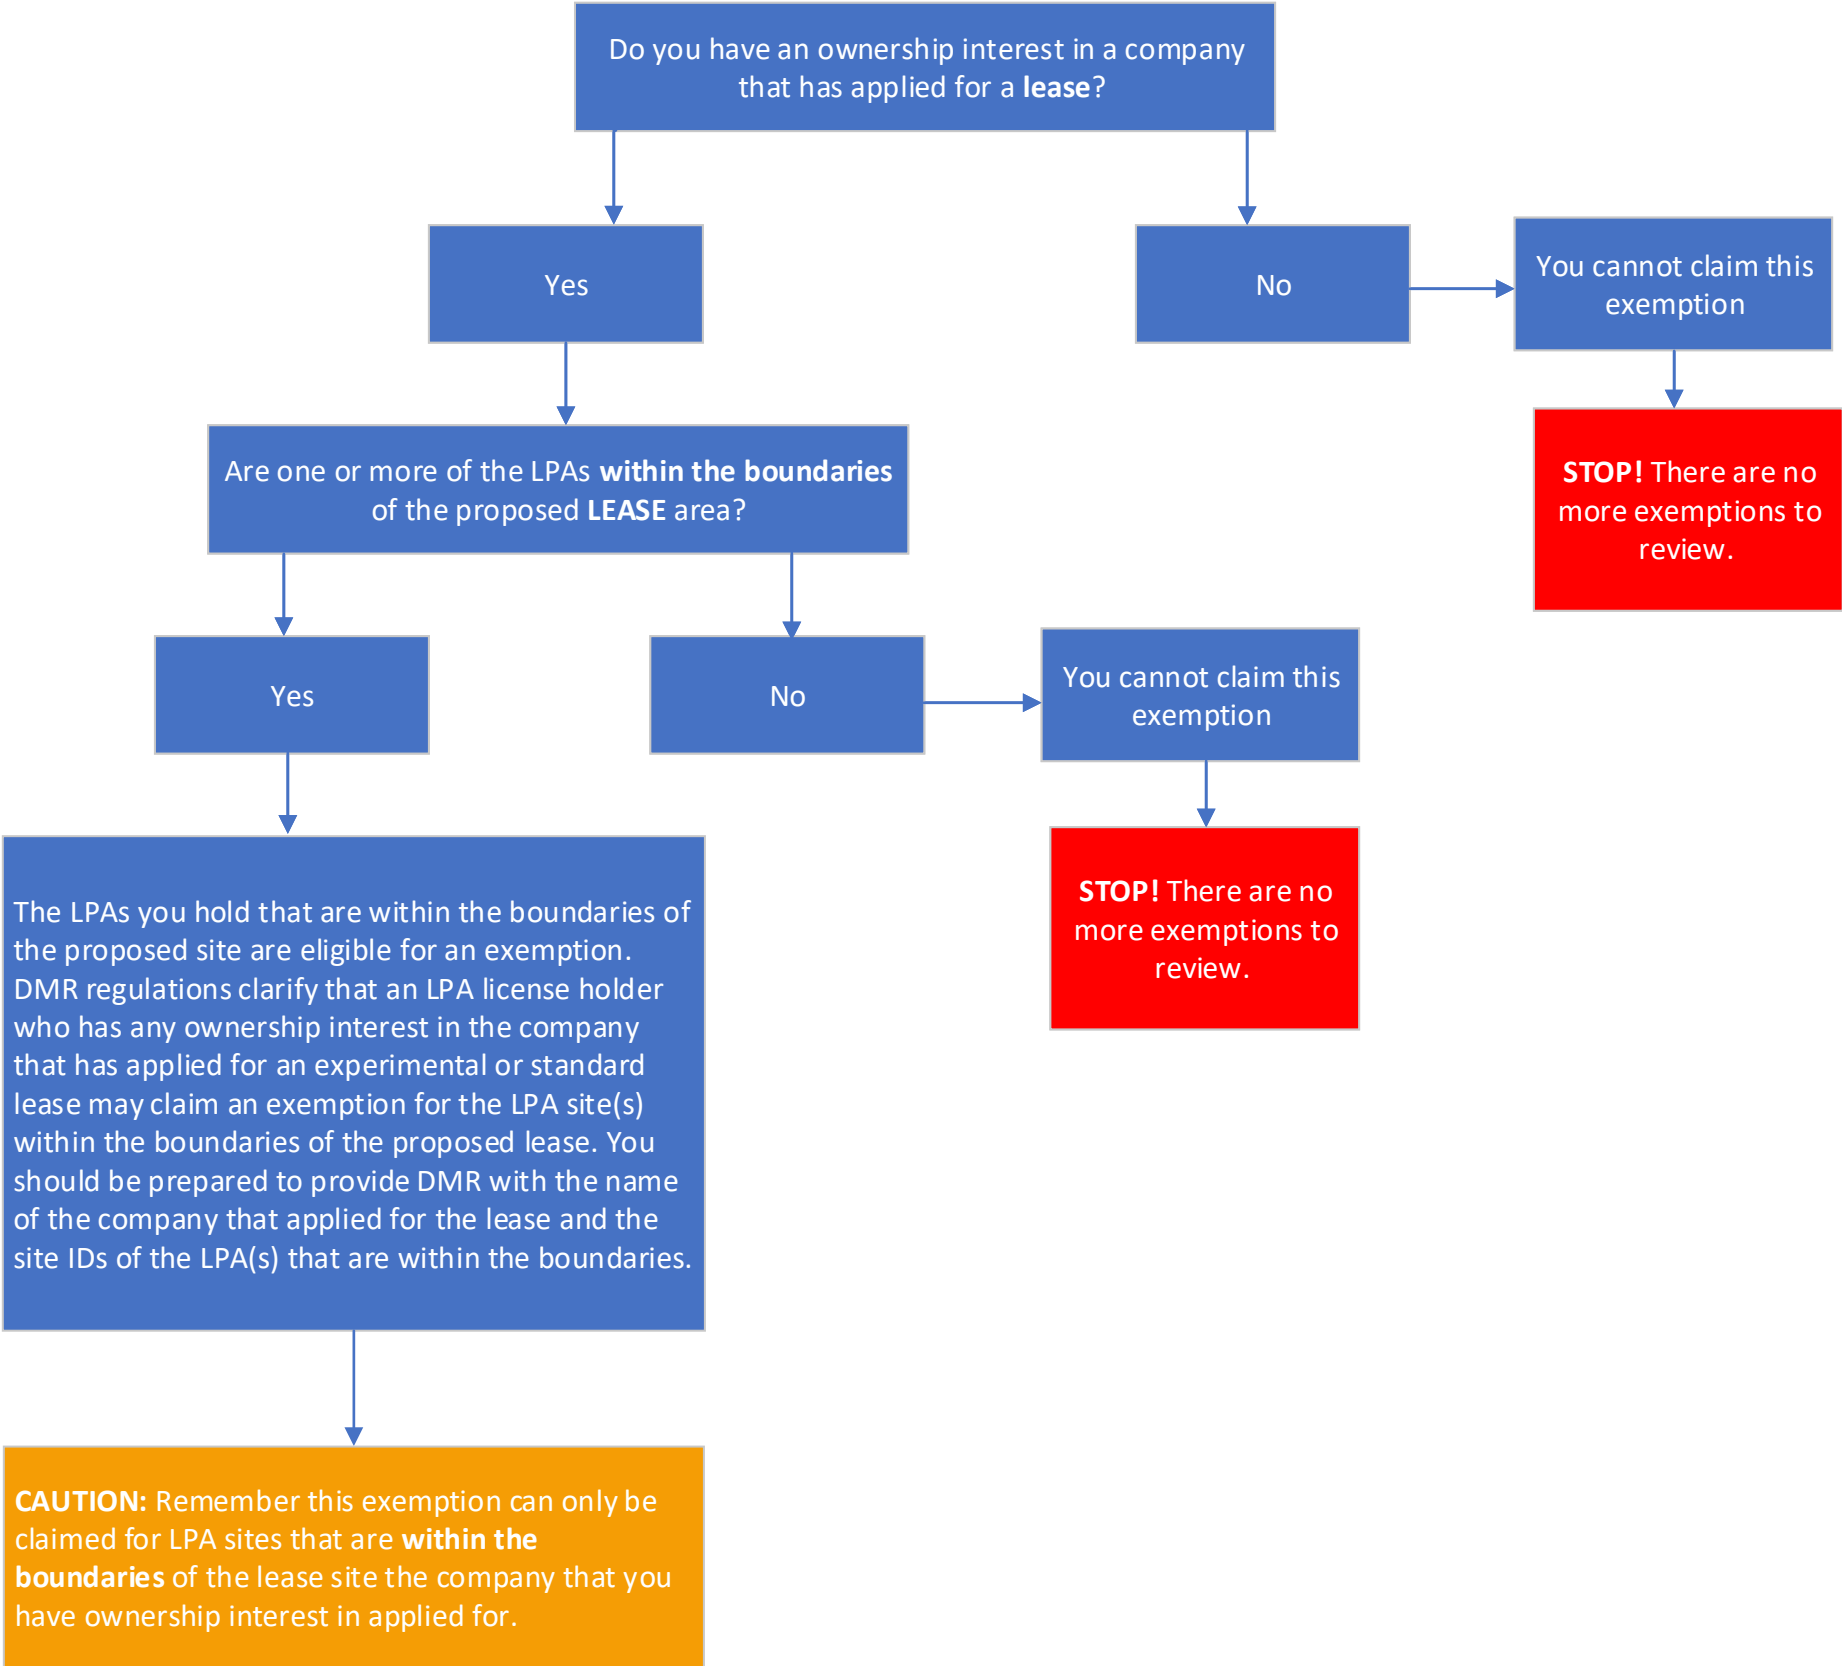 Do you have an ownership interest in a company
that has applied for a lease?
Yes
No
You cannot claim this
exemption
STOP! There are no
more exemptions to
review.
Are one or more of the LPAs within the boundaries
of the proposed LEASE area?
Yes
No
You cannot claim this
exemption
STOP! There are no
more exemptions to
review.
The LPAs you hold that are within the boundaries of
the proposed site are eligible for an exemption.
DMR regulations clarify that an LPA license holder
who has any ownership interest in the company
that has applied for an experimental or standard
lease may claim an exemption for the LPA site(s)
within the boundaries of the proposed lease. You
should be prepared to provide DMR with the name
of the company that applied for the lease and the
site IDs of the LPA(s) that are within the boundaries.
CAUTION: Remember this exemption can only be
claimed for LPA sites that are within the
boundaries of the lease site the company that you
have ownership interest in applied for.